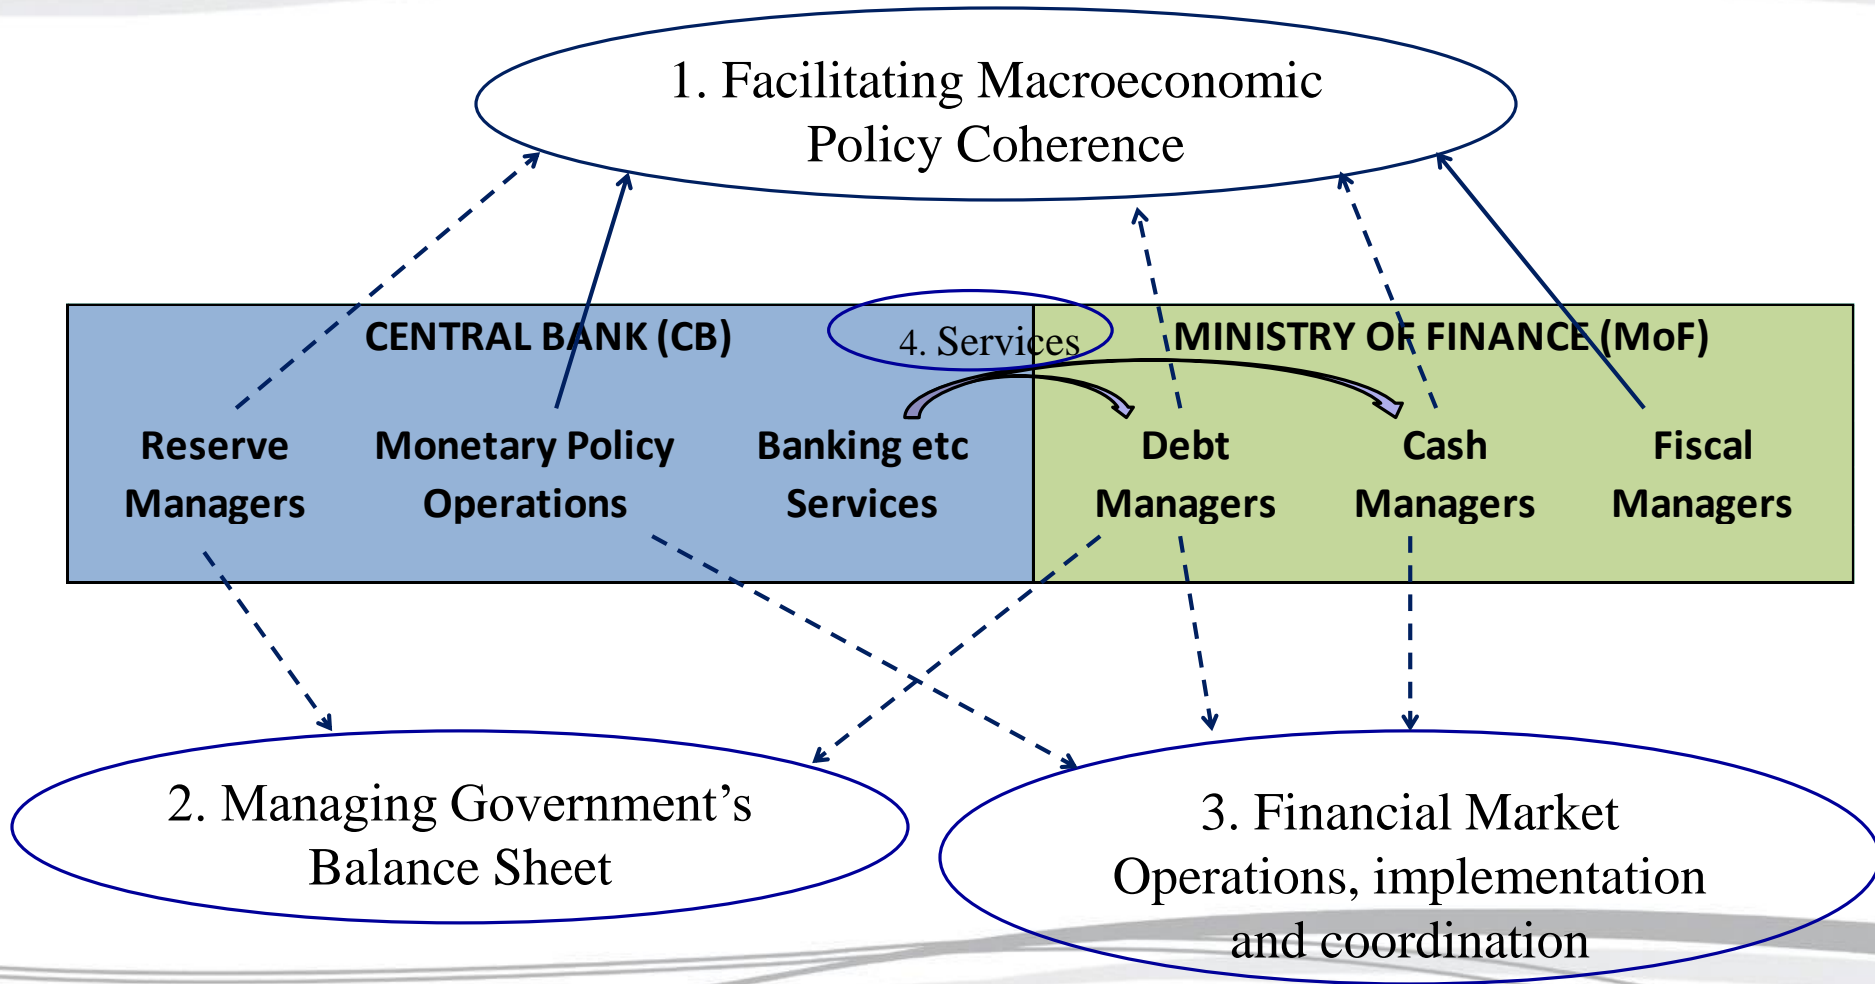 1. Facilitating Macroeconomic
Policy Coherence
CENTRAL BANK (CB)
4. Services
MINISTRY OF FINANCE (MoF)
Reserve
Managers
Monetary Policy
Operations
Banking etc
Services
Debt
Managers
Cash
Managers
Fiscal
Managers
2. Managing Government’s
Balance Sheet
3. Financial Market
Operations, implementation
and coordination